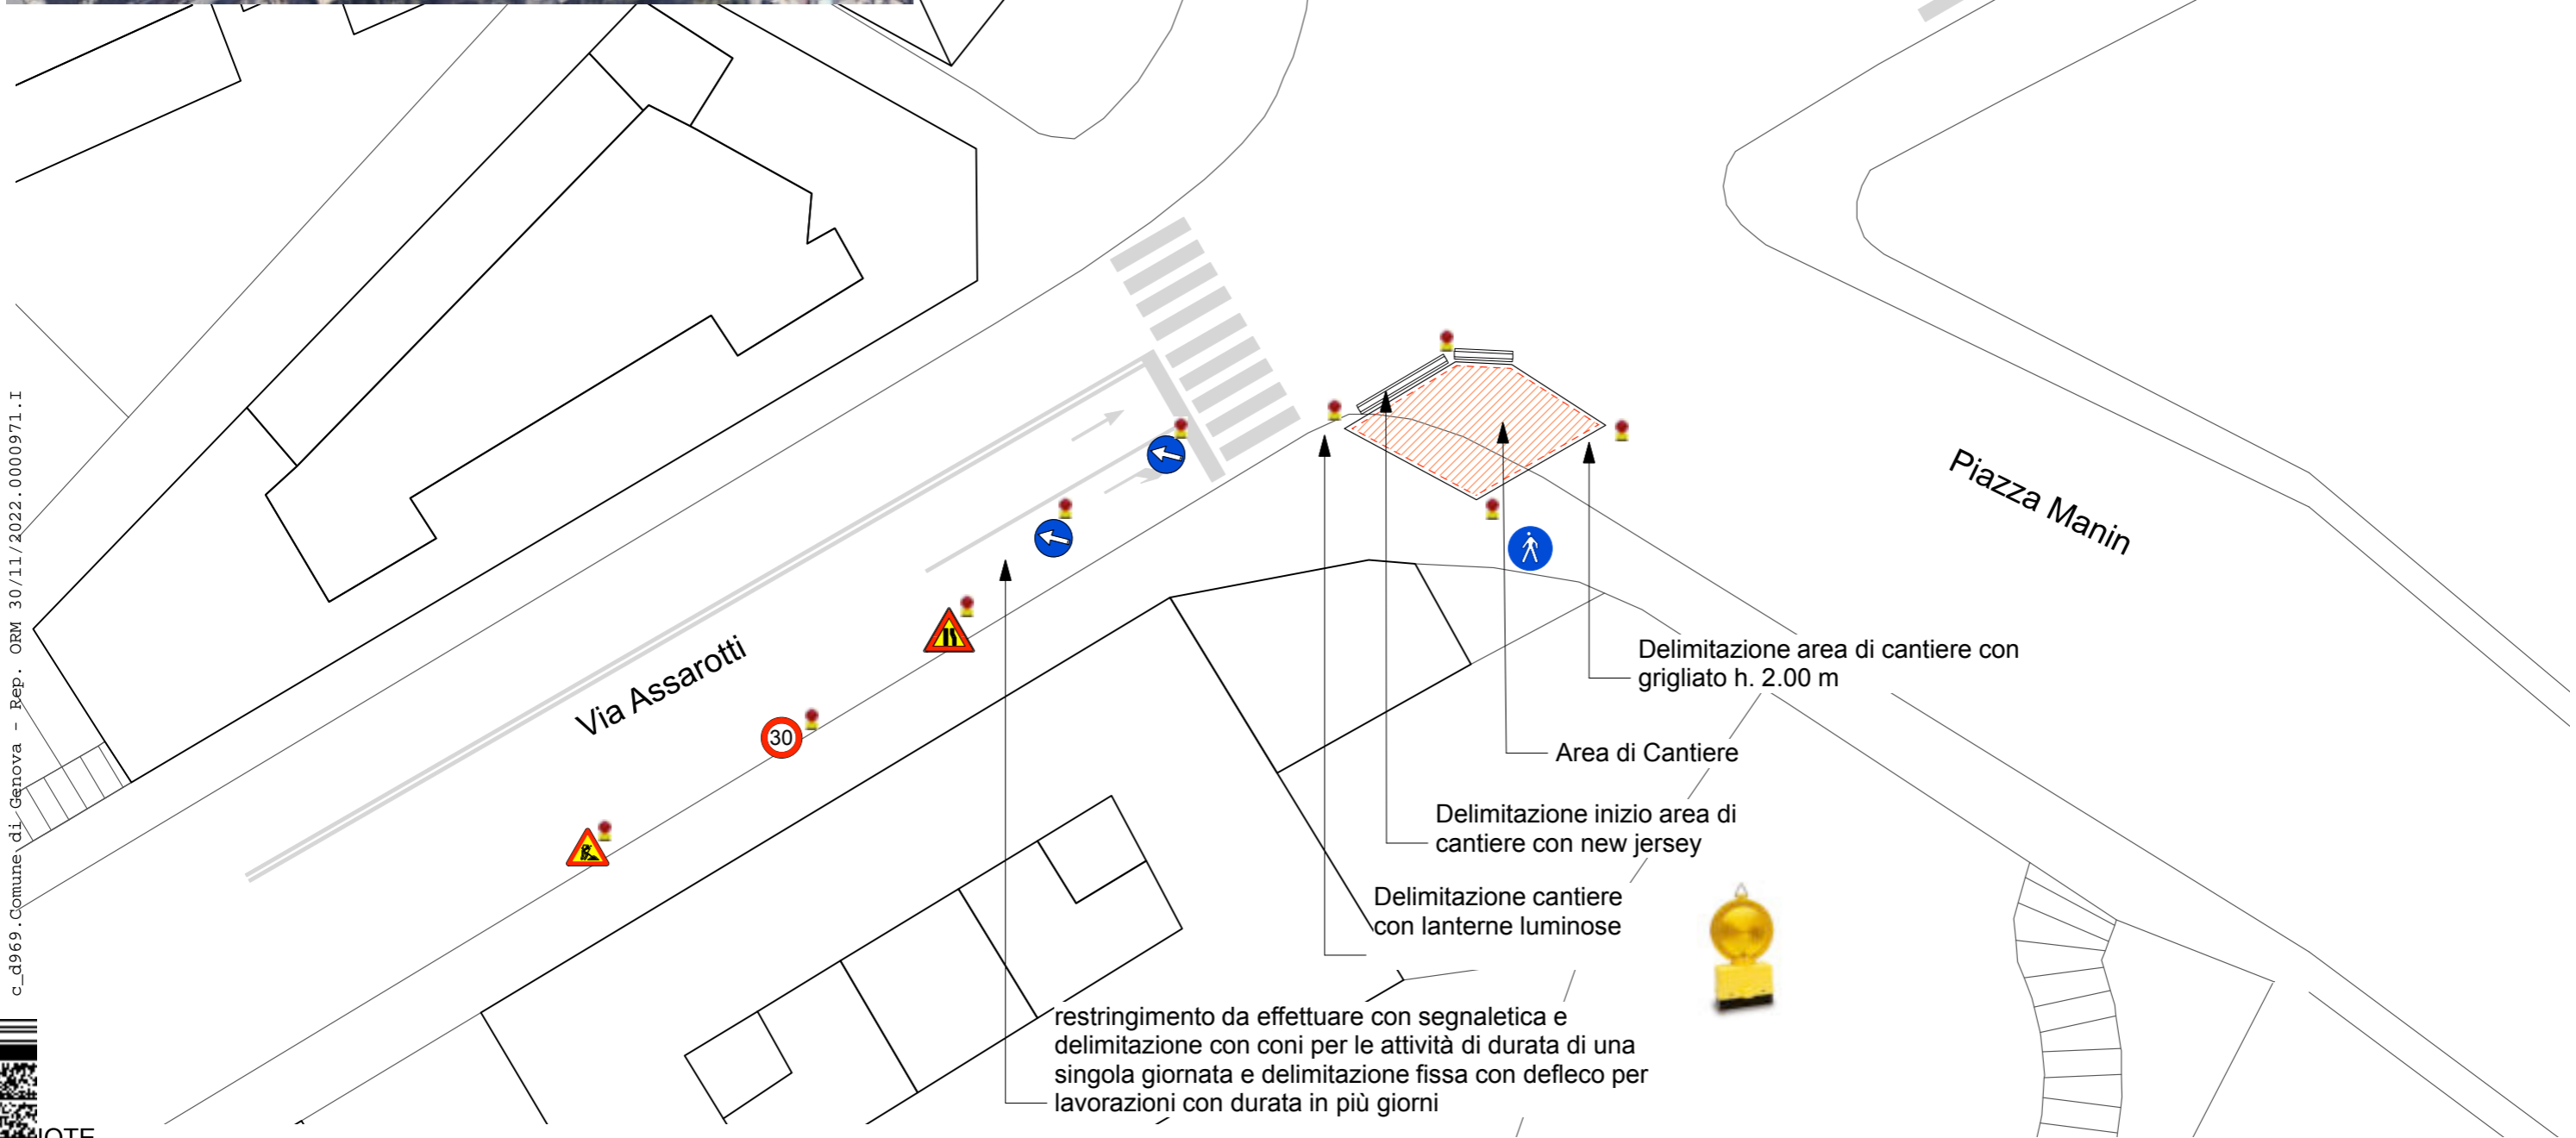 c_d969.Comune di Genova - Rep. ORM 30/11/2022.0000971.I
Via Assarotti
Piazza Manin
30
Delimitazione area di cantiere con
grigliato h. 2.00 m
Area di Cantiere
Delimitazione inizio area di
cantiere con new jersey
Delimitazione cantiere
con lanterne luminose
restringimento da effettuare con segnaletica e
delimitazione con coni per le attività di durata di una
singola giornata e delimitazione fissa con defleco per
lavorazioni con durata in più giorni